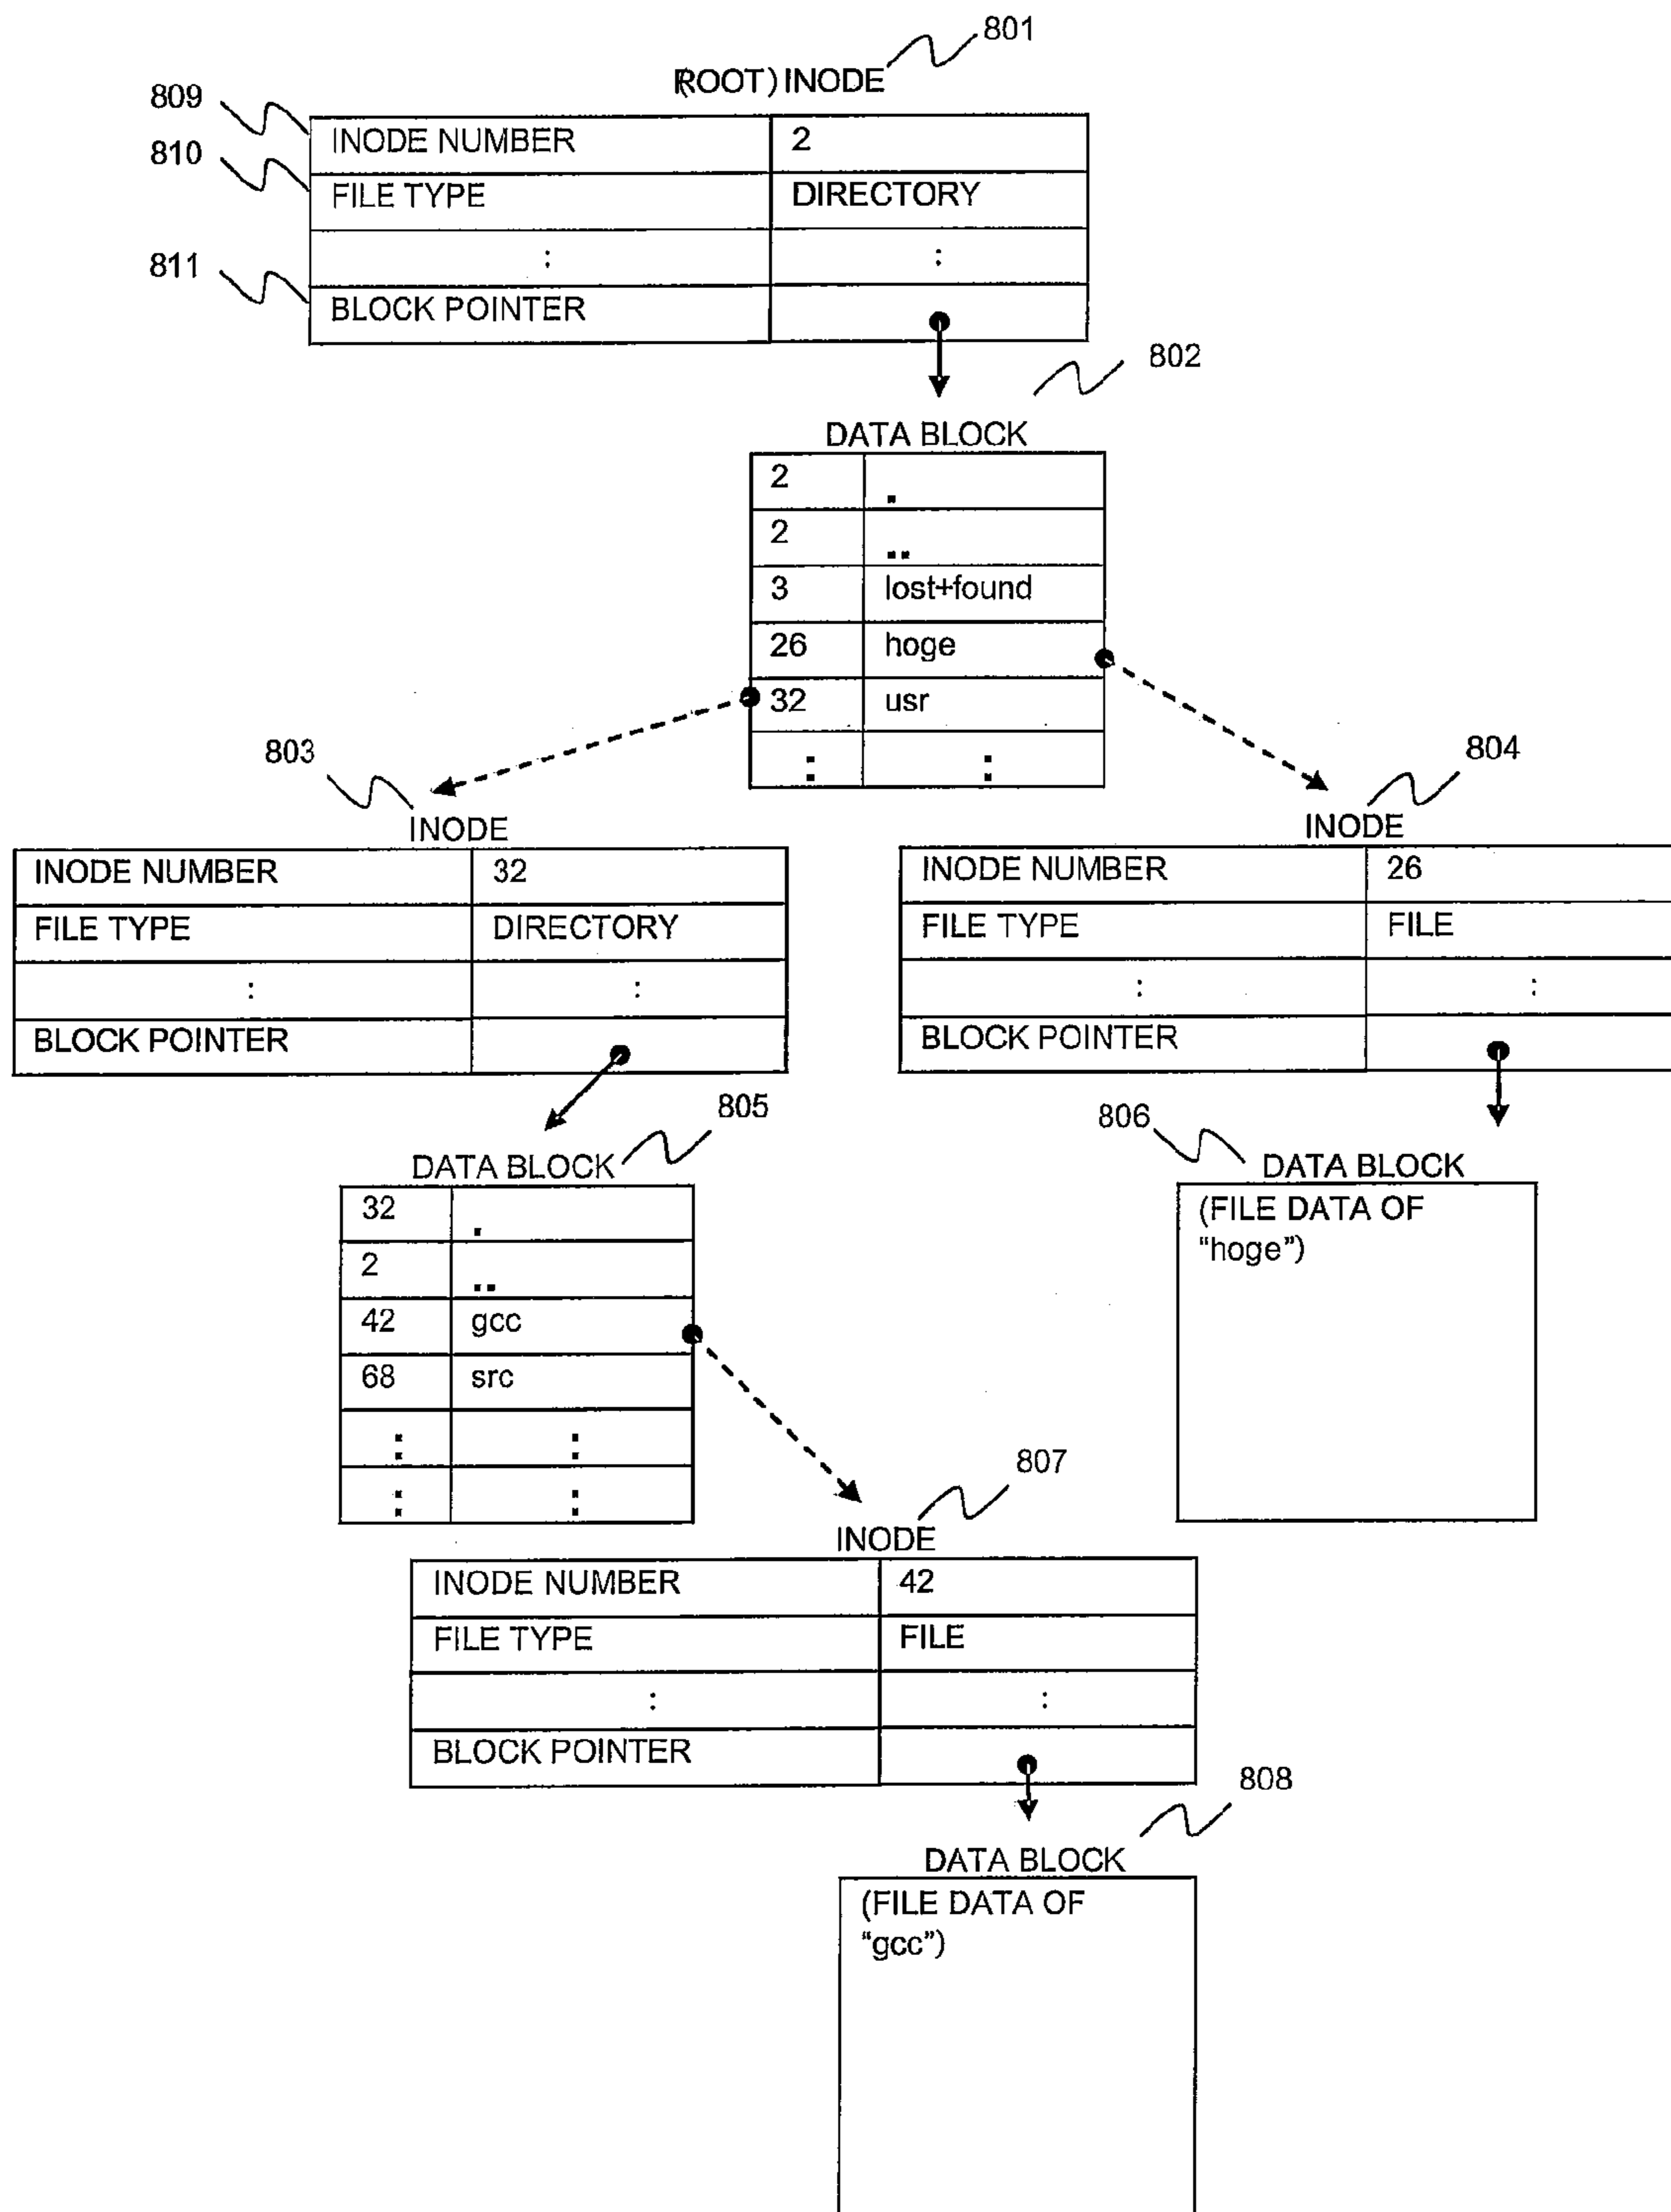 801
(ROOT) INODE
809
INODE NUMBER 2
810
FILE TYPE DIRECTORY
: :
811
BLOCK POINTER
802
DATA BLOCK
2 .
2 ..
3 lost+found
26 hoge
32 usr
: :
803
INODE
INODE NUMBER 32
FILE TYPE DIRECTORY
: :
BLOCK POINTER
804
INODE
INODE NUMBER 26
FILE TYPE FILE
: :
BLOCK POINTER
805
DATA BLOCK
32 .
2 ..
42 gcc
68 src
: :
: :
806
DATA BLOCK
(FILE DATA OF
“hoge”)
807
INODE
INODE NUMBER 42
FILE TYPE FILE
: :
BLOCK POINTER
808
DATA BLOCK
(FILE DATA OF
“gcc”)